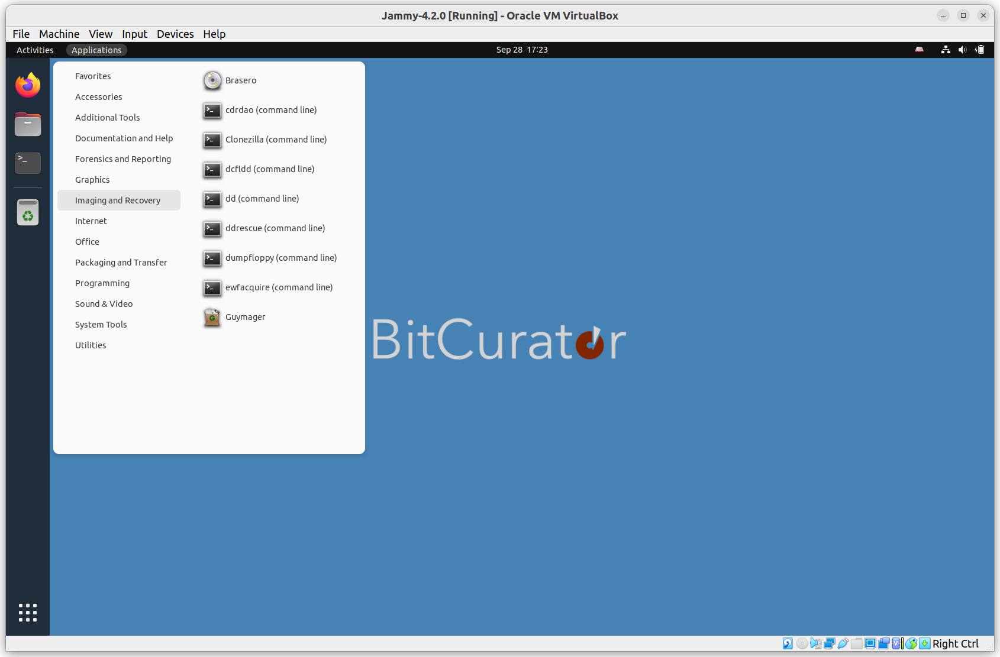 Jammy-4.2.0 [Running] - Oracle VM VirtualBox
File Machine View Input Devices Help
Activities Applications Sep 28 17:23
Favorites
Accessories
Additional Tools
Documentation and Help
Forensics and Reporting
Graphics
Imaging and Recovery
Internet
Office
Packaging and Transfer
Programming
Sound & Video
System Tools
Utilities
Brasero
cdrdao (command line)
Clonezilla (command line)
dcfldd (command line)
dd (command line)
ddrescue (command line)
dumpfloppy (command line)
ewfacquire (command line)
G
Guymager
BitCurator
V
Right Ctrl